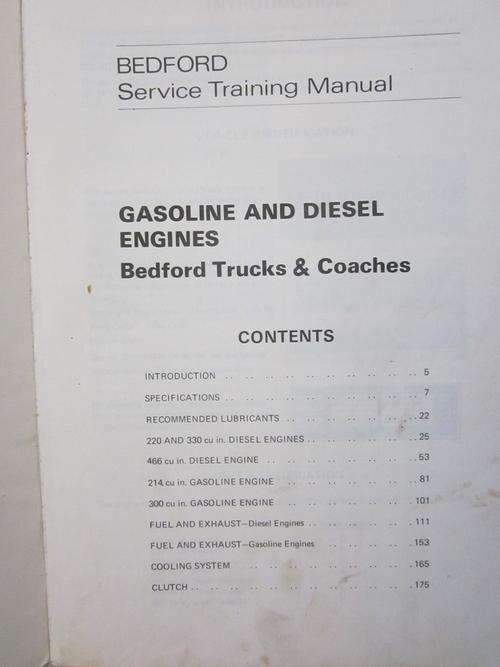 BEDFORD
Service Training Manual
GASOLINE AND DIESEL
ENGINES
Bedford Trucks & Coaches
CONTENTS
INTRODUCTION .. .. .. .. .. .. .. .. .. .. 5
SPECIFICATIONS .. .. .. .. .. .. .. .. .. .. 7
RECOMMENDED LUBRICANTS .. .. .. .. .. .. .. 22
220 AND 330 cu in. DIESEL ENGINES .. .. .. .. .. .. 25
466 cu in. DIESEL ENGINE .. .. .. .. .. .. .. .. 53
214 cu in. GASOLINE ENGINE .. .. .. .. .. .. .. 81
300 cu in. GASOLINE ENGINE .. .. .. .. .. .. .. 101
FUEL AND EXHAUST—Diesel Engines .. .. .. .. .. .. 111
FUEL AND EXHAUST—Gasoline Engines .. .. .. .. .. 153
COOLING SYSTEM .. .. .. .. .. .. .. .. .. 165
CLUTCH .. .. .. .. .. .. .. .. .. .. .. 175